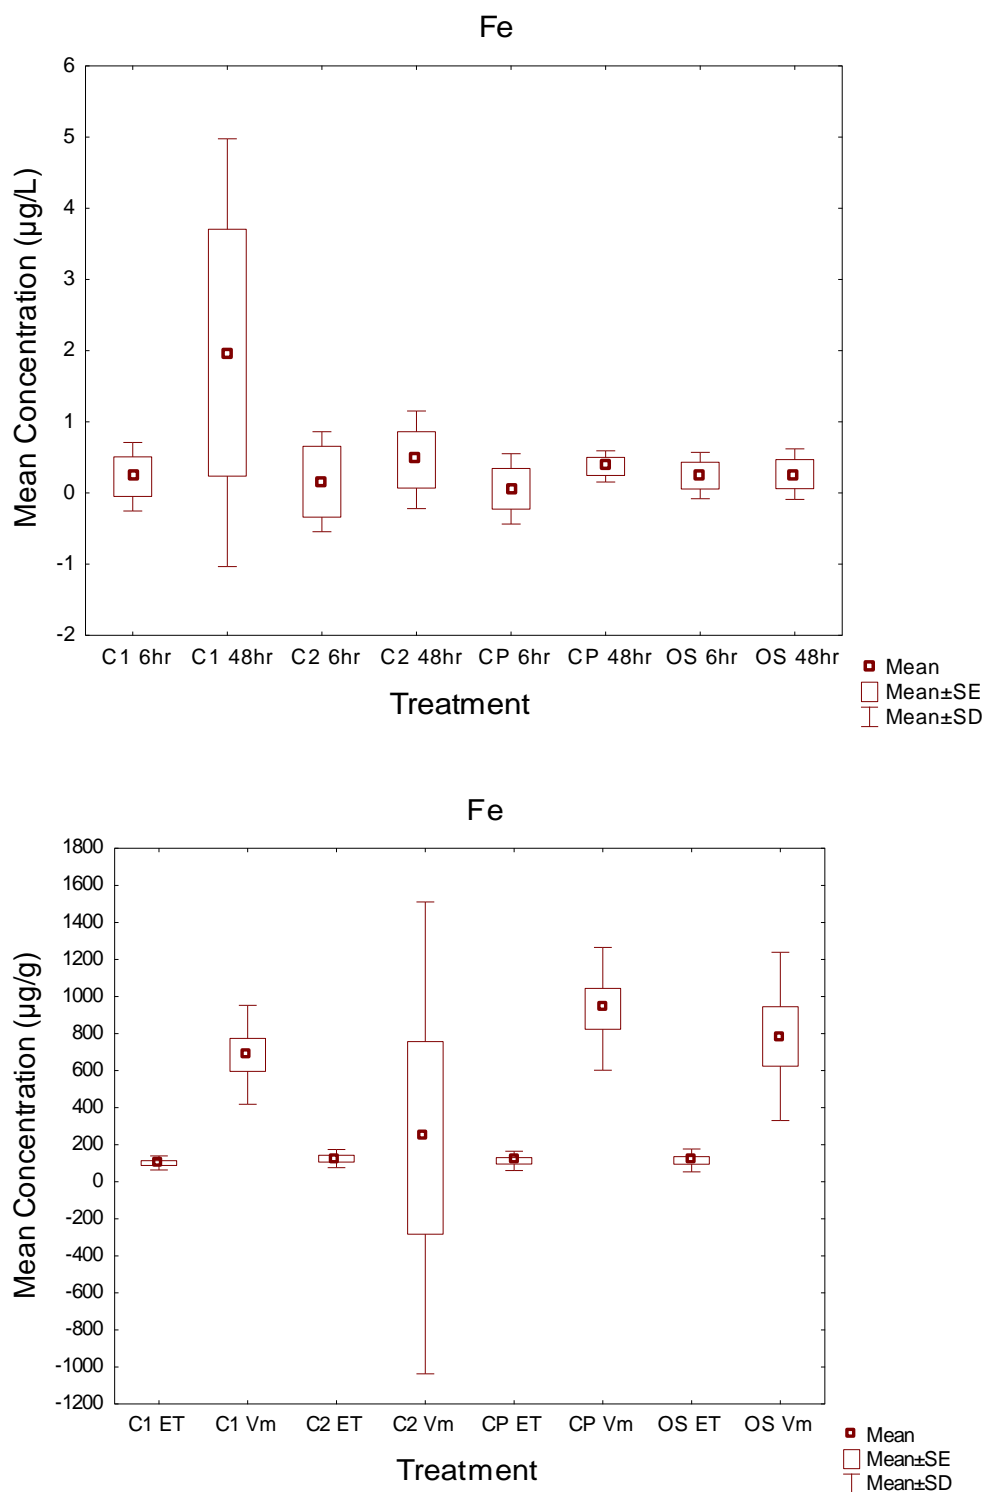 Fe
6
5
4
3
2
1
0
-1
-2
Mean Concentration (µg/L)
C1 6hr C1 48hr C2 6hr C2 48hr CP 6hr CP 48hr OS 6hr OS 48hr
Treatment
Mean
Mean±SE
Mean±SD
Fe
1800
1600
1400
1200
1000
800
600
400
200
0
-200
-400
-600
-800
-1000
-1200
Mean Concentration (µg/g)
C1 ET C1 Vm C2 ET C2 Vm CP ET CP Vm OS ET OS Vm
Treatment
Mean
Mean±SE
Mean±SD